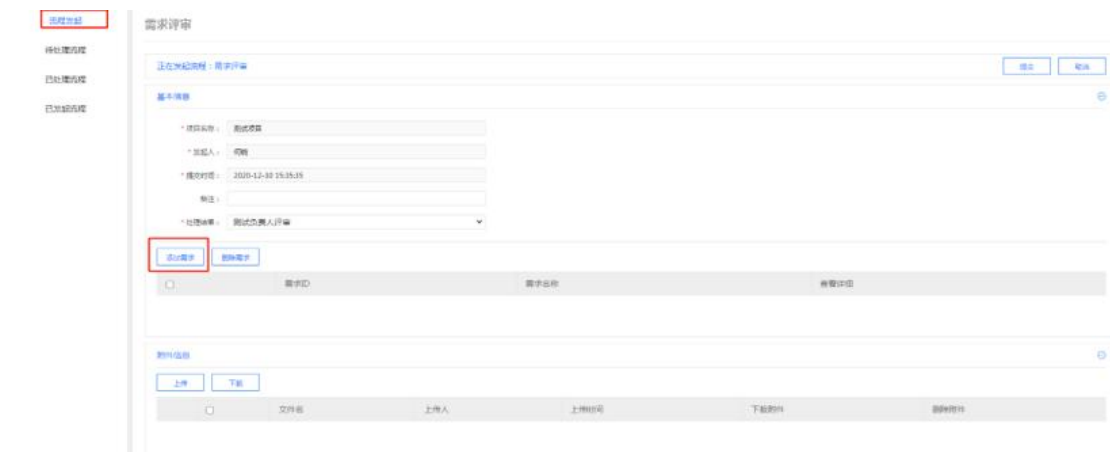 流程发起
待处理流程
已处理流程
已发起流程
需求评审
正在发起流程：需求评审
提交 取消
基本信息
* 项目名称： 测试项目
* 发起人：
* 提交时间： 2020-12-10 15:35:35
备注：
* 处理结果： 测试负责人评审
添加需求 删除需求
需求ID 需求名称 查看详细
附件信息
上传 下载
文件名 上传人 上传时间 下载附件 删除附件